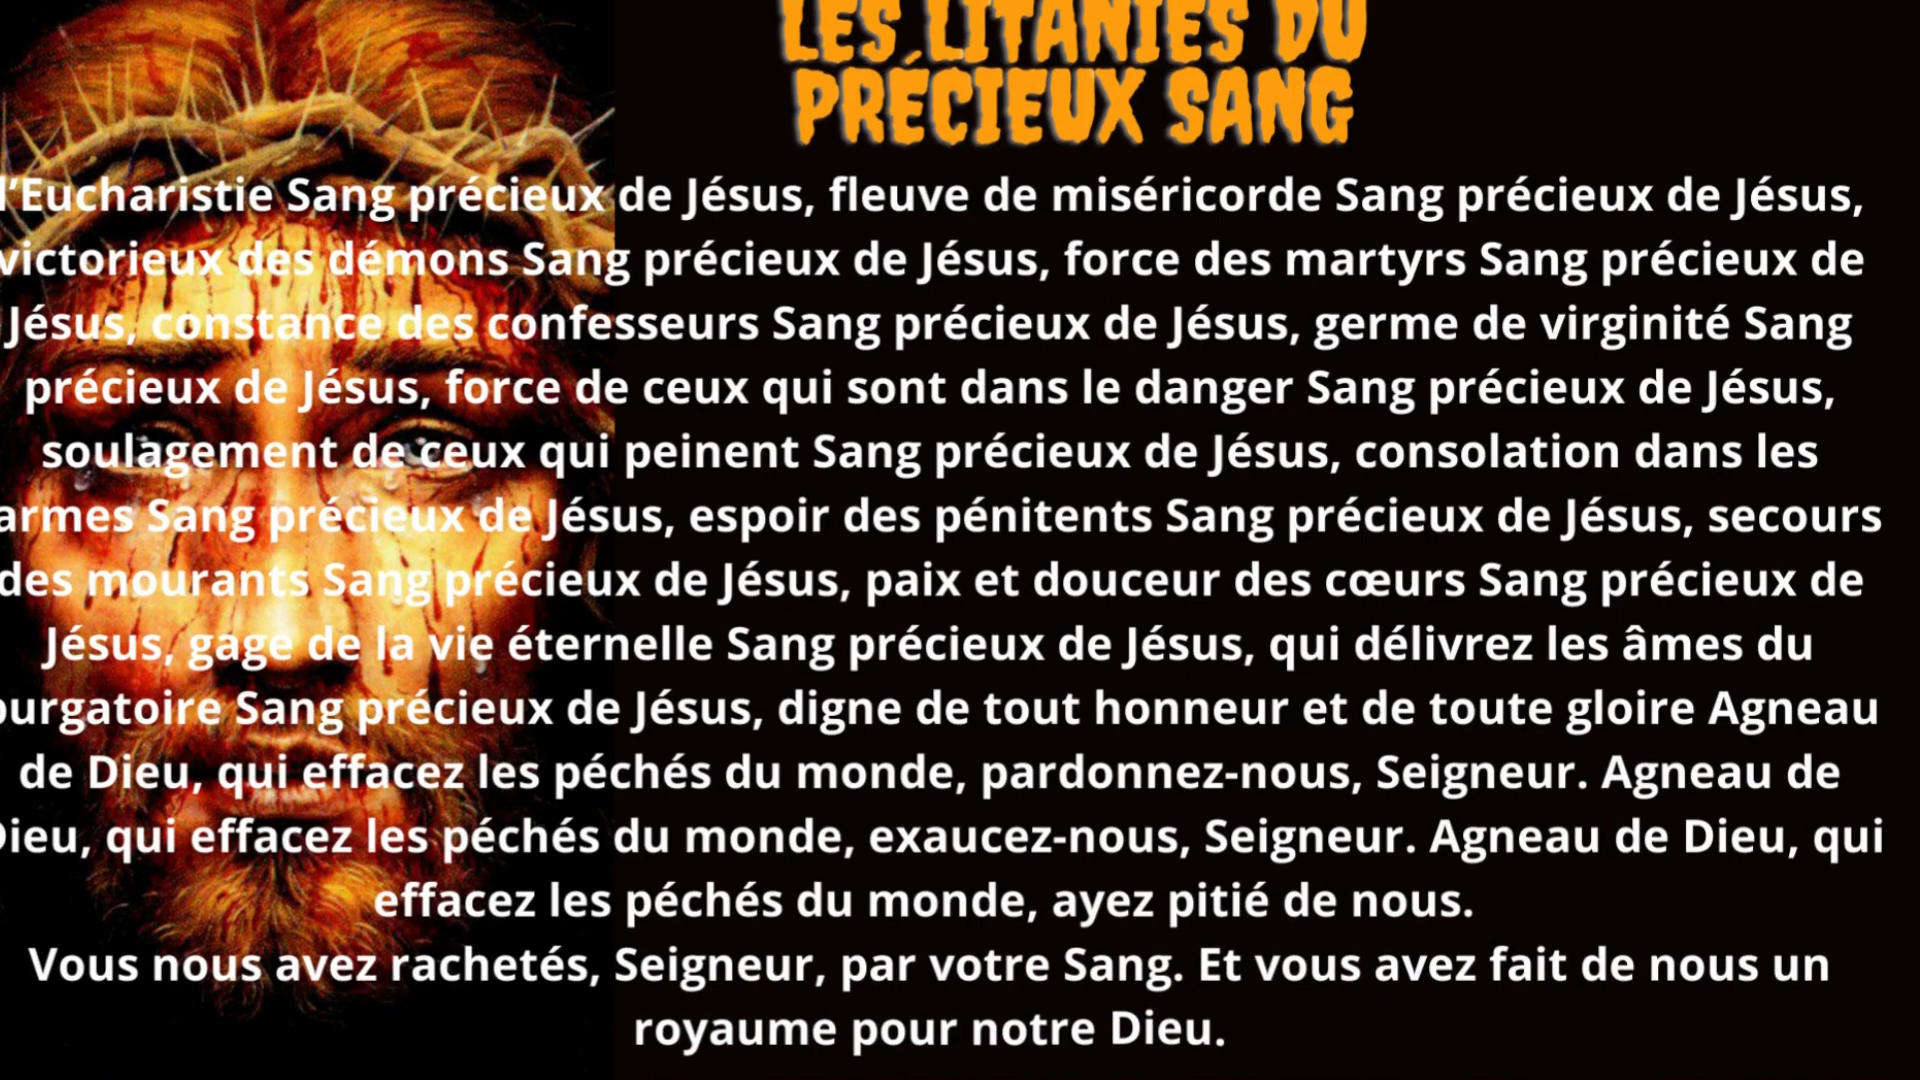 LES LITANIES DU
PRÉCIEUX SANG
l'Eucharistie Sang précieux de Jésus, fleuve de miséricorde Sang précieux de Jésus,
victorieux des démons Sang précieux de Jésus, force des martyrs Sang précieux de
Jésus, constance des confesseurs Sang précieux de Jésus, germe de virginité Sang
précieux de Jésus, force de ceux qui sont dans le danger Sang précieux de Jésus,
soulagement de ceux qui peinent Sang précieux de Jésus, consolation dans les
armes Sang précieux de Jésus, espoir des pénitents Sang précieux de Jésus, secours
des mourants Sang précieux de Jésus, paix et douceur des cœurs Sang précieux de
Jésus, gage de la vie éternelle Sang précieux de Jésus, qui délivrez les âmes du
purgatoire Sang précieux de Jésus, digne de tout honneur et de toute gloire Agneau
de Dieu, qui effacez les péchés du monde, pardonnez-nous, Seigneur. Agneau de
Dieu, qui effacez les péchés du monde, exaucez-nous, Seigneur. Agneau de Dieu, qui
effacez les péchés du monde, ayez pitié de nous.
Vous nous avez rachetés, Seigneur, par votre Sang. Et vous avez fait de nous un
royaume pour notre Dieu.